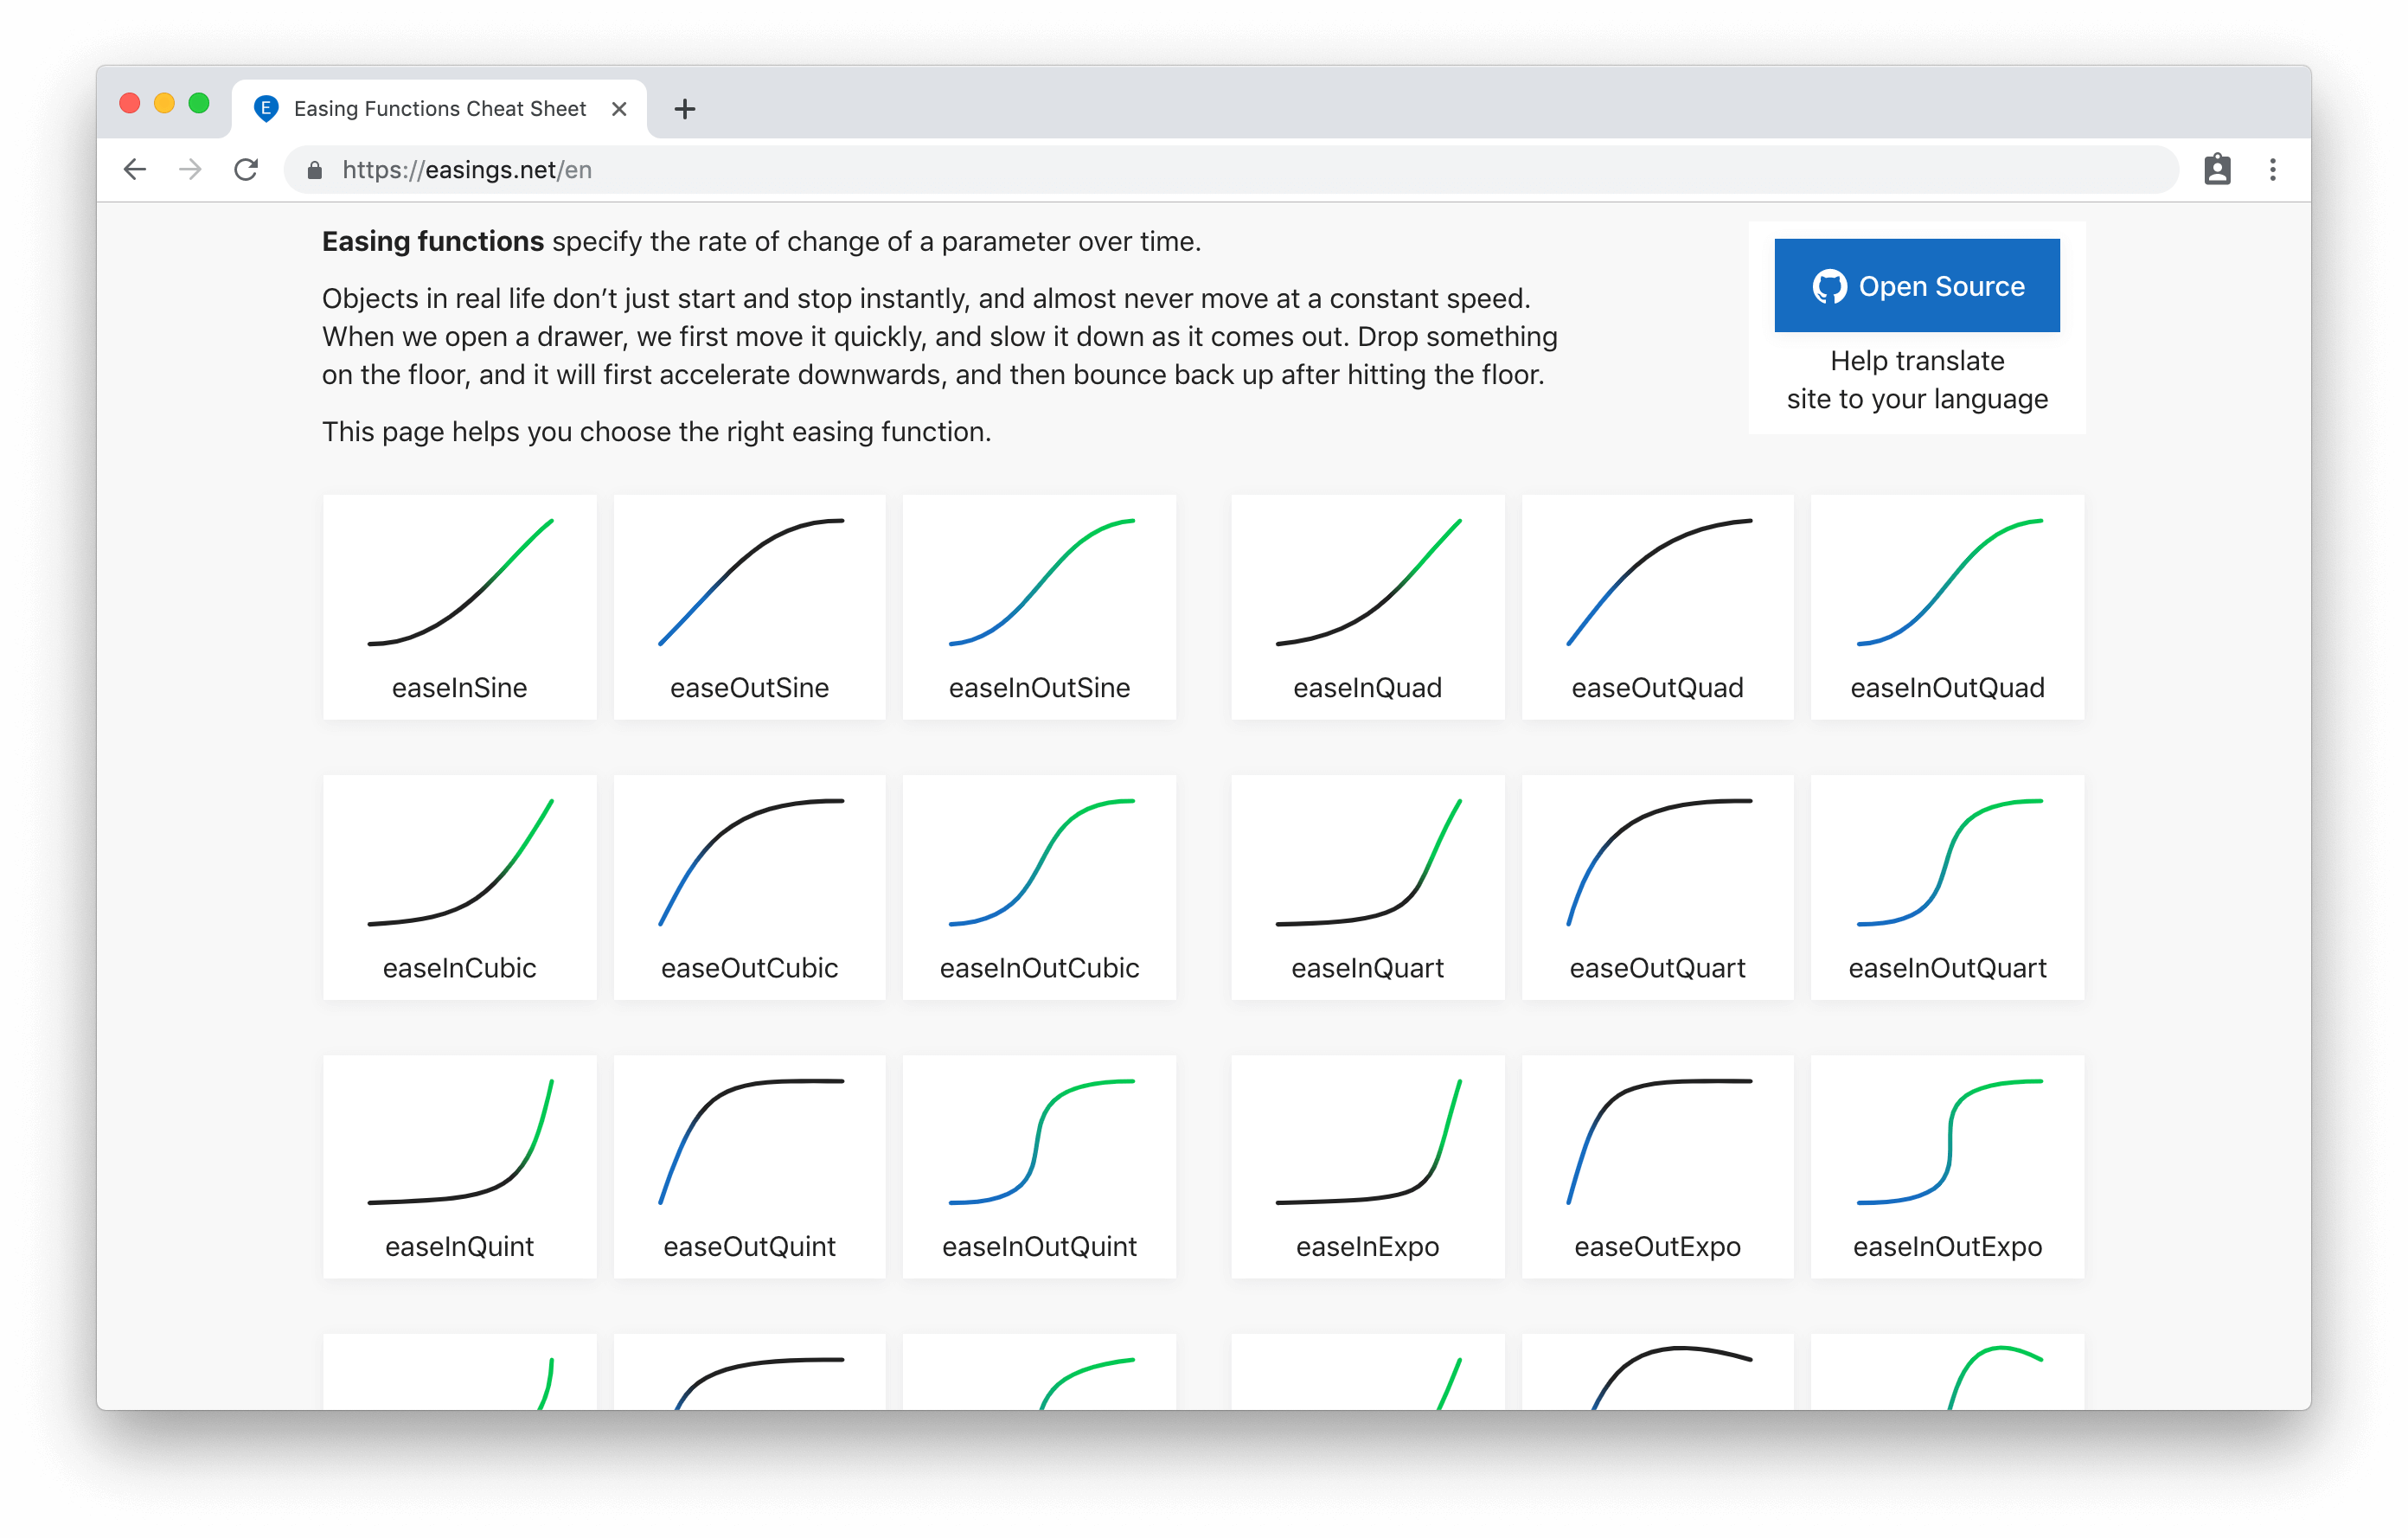 E Easing Functions Cheat Sheet
https://easings.net/en
Easing functions specify the rate of change of a parameter over time.
Objects in real life don’t just start and stop instantly, and almost never move at a constant speed.
When we open a drawer, we first move it quickly, and slow it down as it comes out. Drop something
on the floor, and it will first accelerate downwards, and then bounce back up after hitting the floor.
This page helps you choose the right easing function.
Open Source
Help translate
site to your language
easeInSine easeOutSine easeInOutSine easeInQuad easeOutQuad easeInOutQuad
easeInCubic easeOutCubic easeInOutCubic easeInQuart easeOutQuart easeInOutQuart
easeInQuint easeOutQuint easeInOutQuint easeInExpo easeOutExpo easeInOutExpo